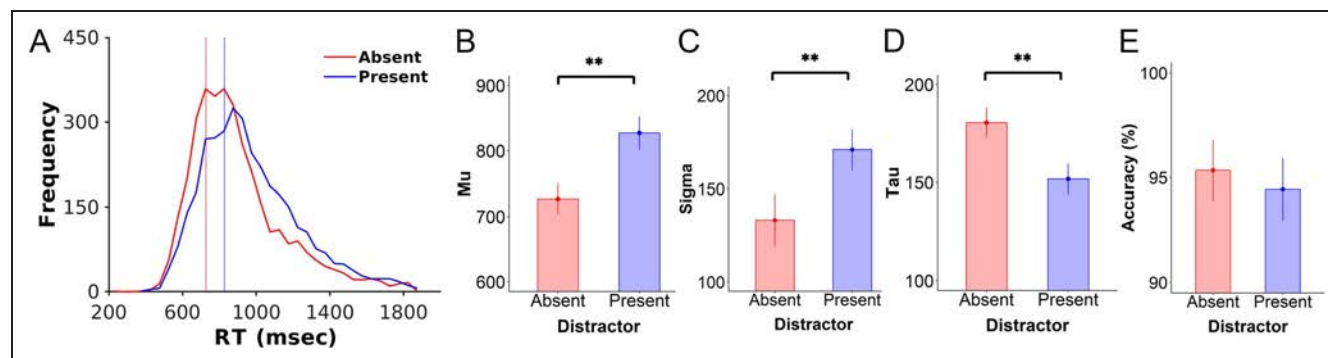 A
450
300
150
0
Frequency
200 600 1000 1400 1800
RT (msec)
Absent
Present
B
**
900
800
700
600
Mu
Absent Present
Distractor
C
**
200
150
100
Sigma
Absent Present
Distractor
D
**
200
150
100
Tau
Absent Present
Distractor
E
100
95
90
Accuracy (%)
Absent Present
Distractor